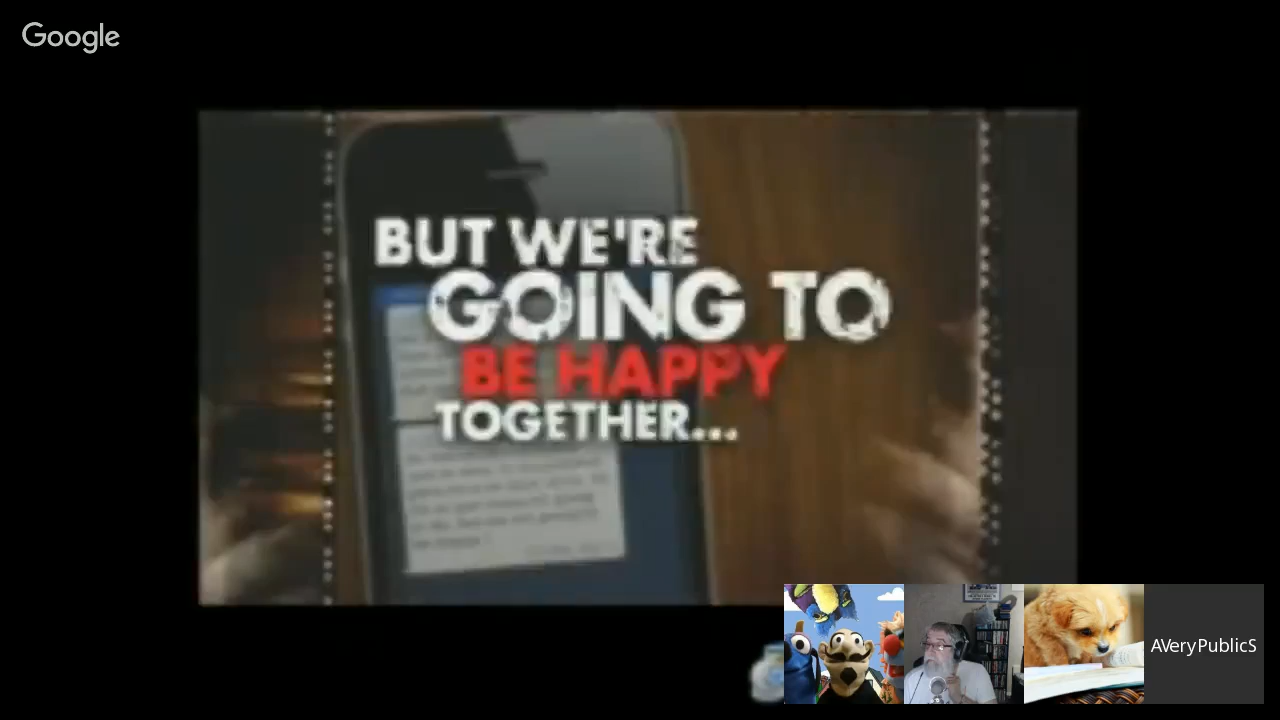 Google
BUT WE'RE
GOING TO
BE HAPPY
TOGETHER...
AVeryPublicS